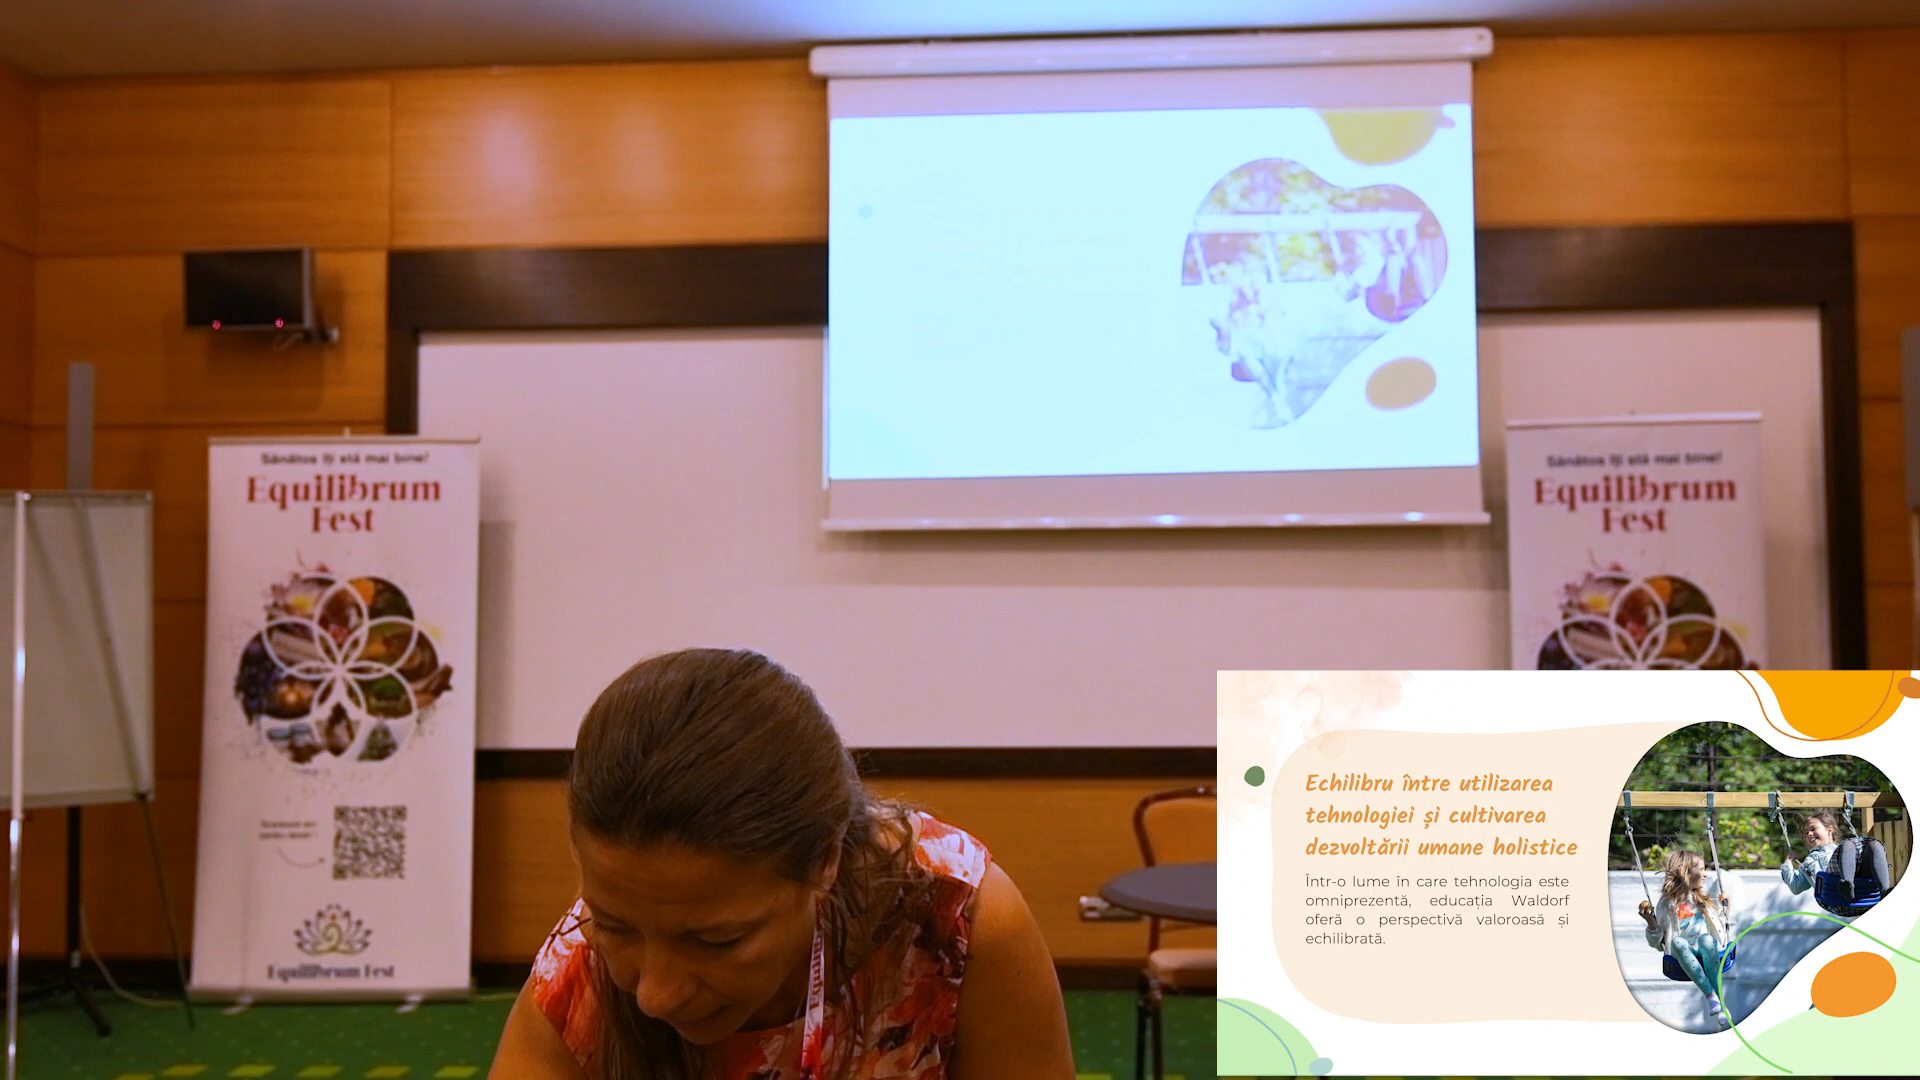 Sănătos îți stă mai bine!
Equilibrum
Fest
Equilibrum Fest
Sănătos îți stă mai bine!
Equilibrum
Fest
Echilibru între utilizarea
tehnologiei și cultivarea
dezvoltării umane holistice
Într-o lume în care tehnologia este
omniprezentă, educația Waldorf
oferă o perspectivă valoroasă și
echilibrată.